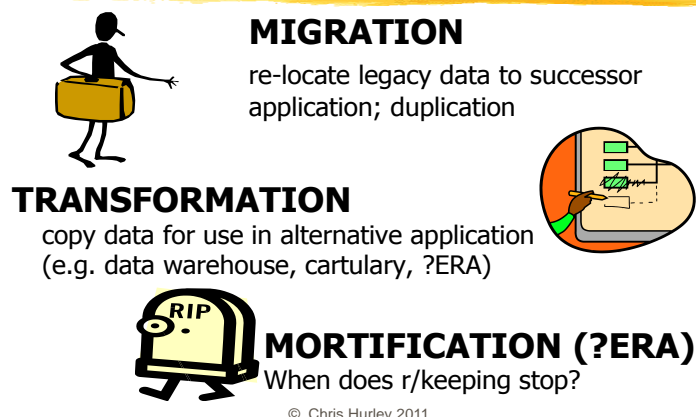 MIGRATION
re-locate legacy data to successor
application; duplication
TRANSFORMATION
copy data for use in alternative application
(e.g. data warehouse, cartulary, ?ERA)
RIP
MORTIFICATION (?ERA)
When does r/keeping stop?
© Chris Hurley 2011